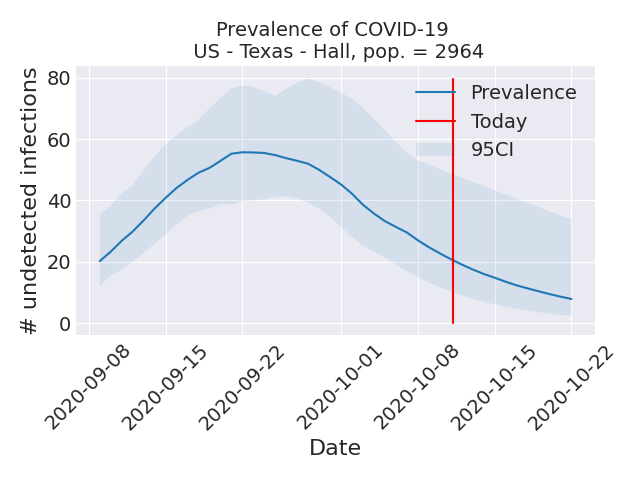 Prevalence of COVID-19
US - Texas - Hall, pop. = 2964
# undetected infections
80
60
40
20
0
Prevalence
Today
95CI
2020-09-08
2020-09-15
2020-09-22
2020-10-01
2020-10-08
2020-10-15
2020-10-22
Date